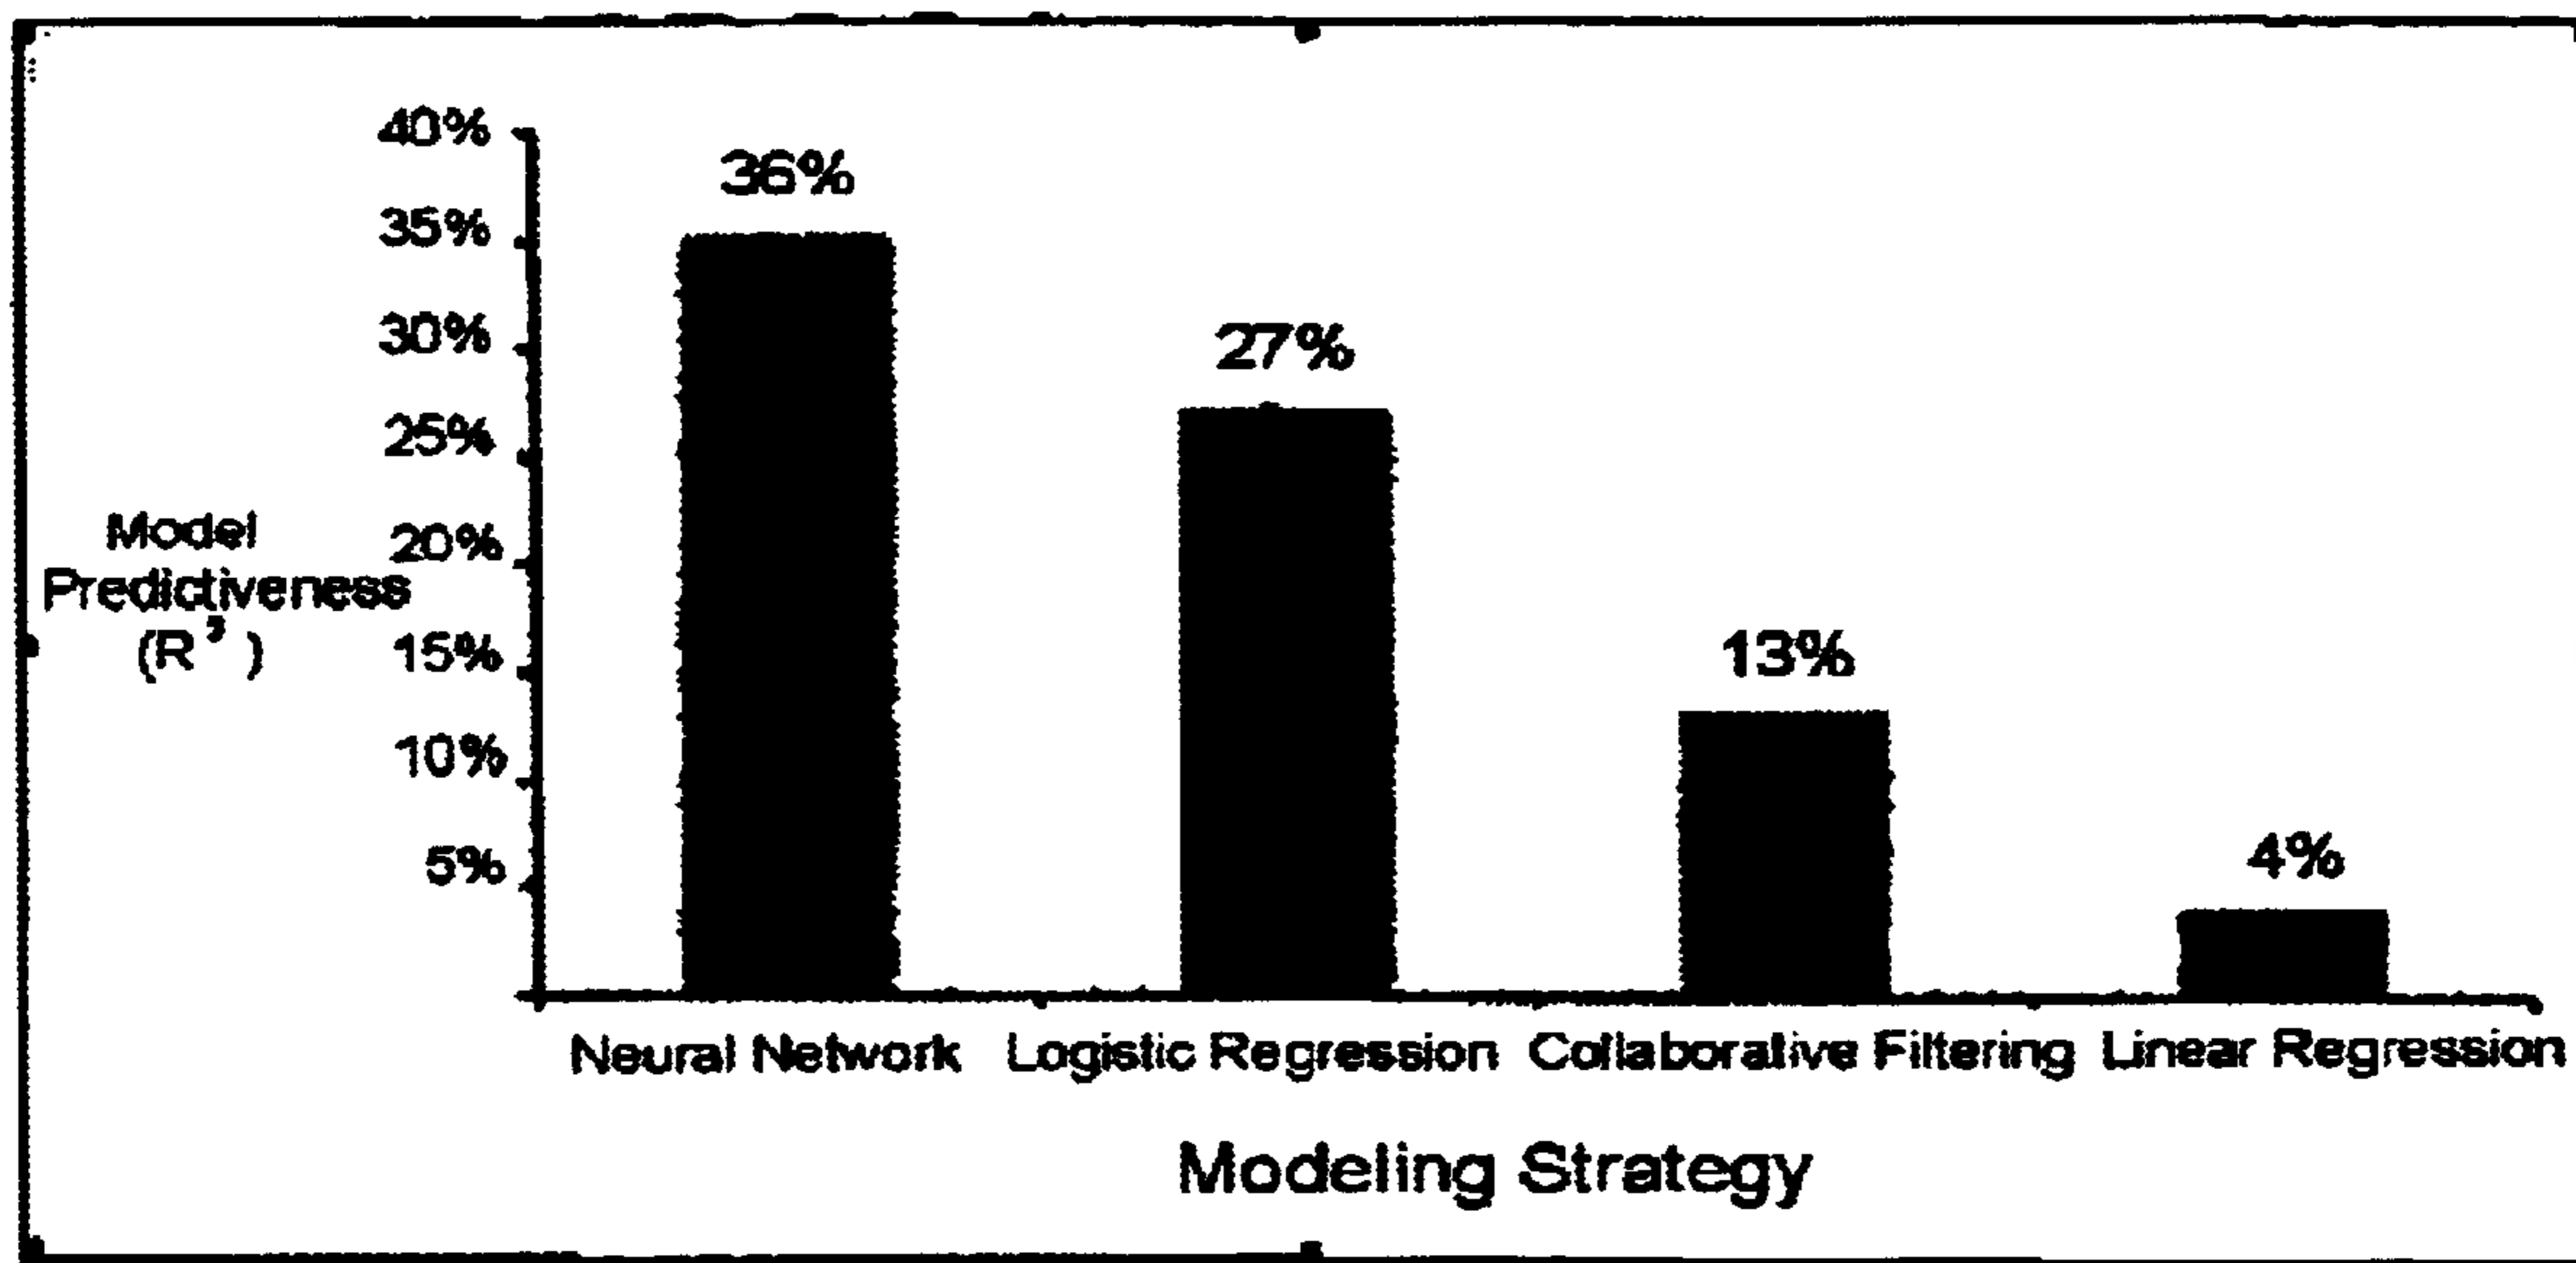 40%
36%
35%
30%
27%
25%
Model
Predictiveness
(R² )
20%
15%
13%
10%
5%
4%
Neural Network Logistic Regression Collaborative Filtering Linear Regression
Modeling Strategy